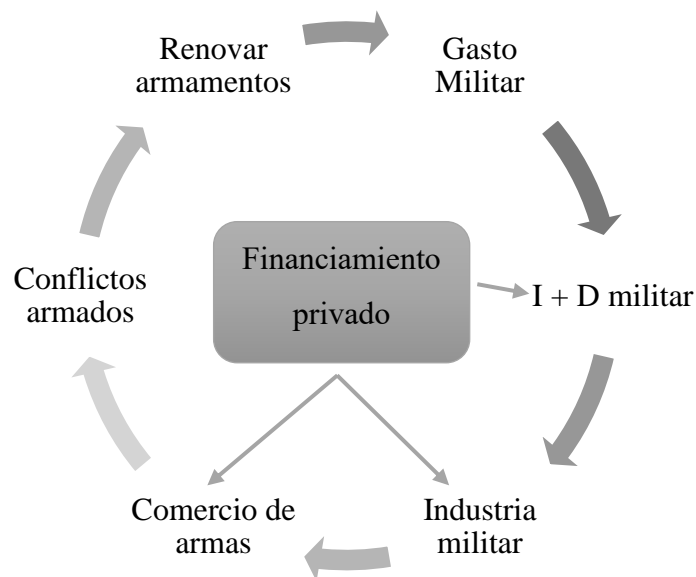 Renovar
armamentos
Gasto
Militar
I + D militar
Industria
militar
Comercio de
armas
Conflictos
armados
Financiamiento
privado